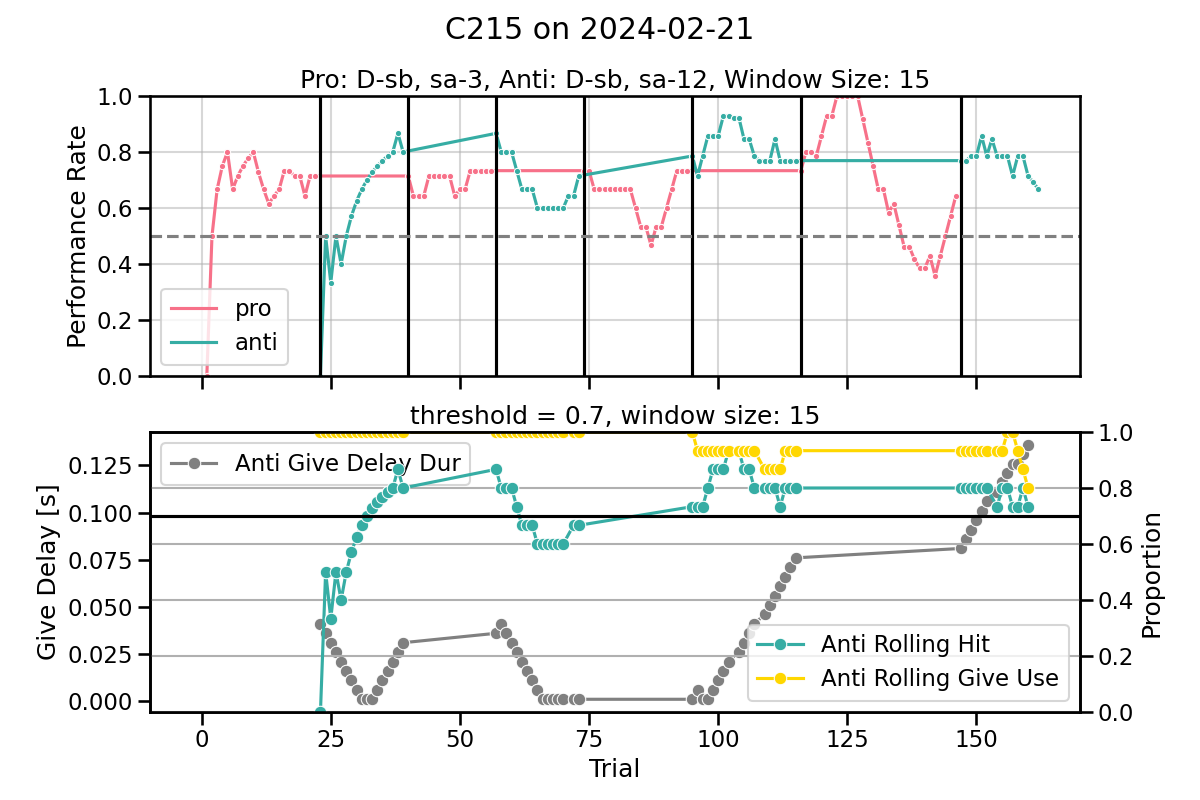 C215 on 2024-02-21
Pro: D-sb, sa-3, Anti: D-sb, sa-12, Window Size: 15
Performance Rate
1.0
0.8
0.6
0.4
0.2
0.0
pro
anti
threshold = 0.7, window size: 15
Give Delay [s]
0.125
0.100
0.075
0.050
0.025
0.000
Anti Give Delay Dur
1.0
0.8
0.6
0.4
0.2
0.0
Proportion
Anti Rolling Hit
Anti Rolling Give Use
0 25 50 75 100 125 150
Trial